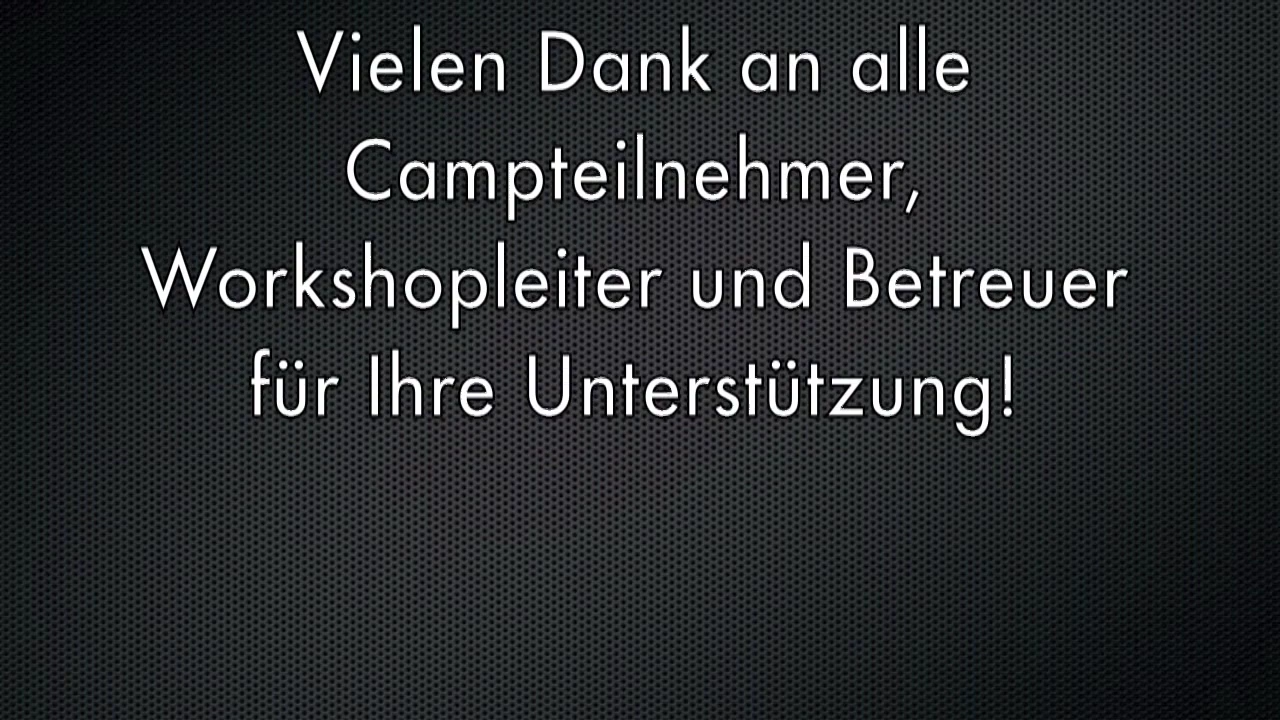 Vielen Dank an alle
Campteilnehmer,
Workshopleiter und Betreuer
für Ihre Unterstützung!